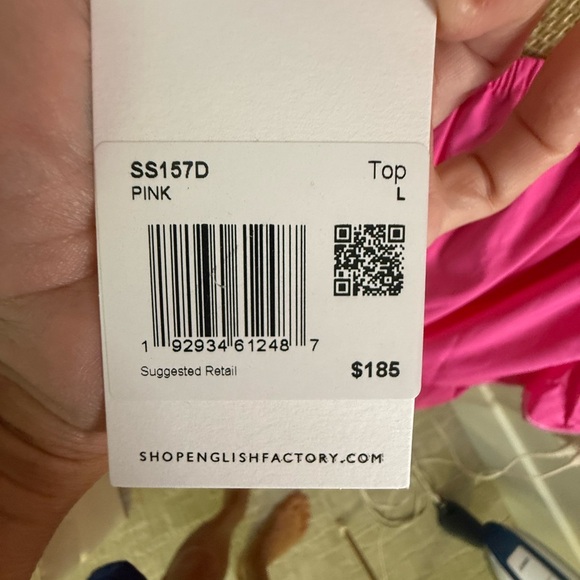 SS157D
Top
PINK
L
1 92934 61248 7
Suggested Retail
$185
SHOPENGLISHFACTORY.COM